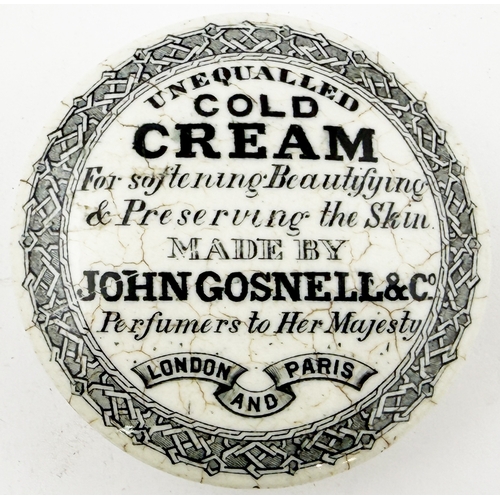 UNEQUALLED
COLD
CREAM
For softening Beautifying
& Preserving the Skin.
MADE BY
JOHN GOSNELL & Co
Perfumers to Her Majesty
LONDON AND PARIS